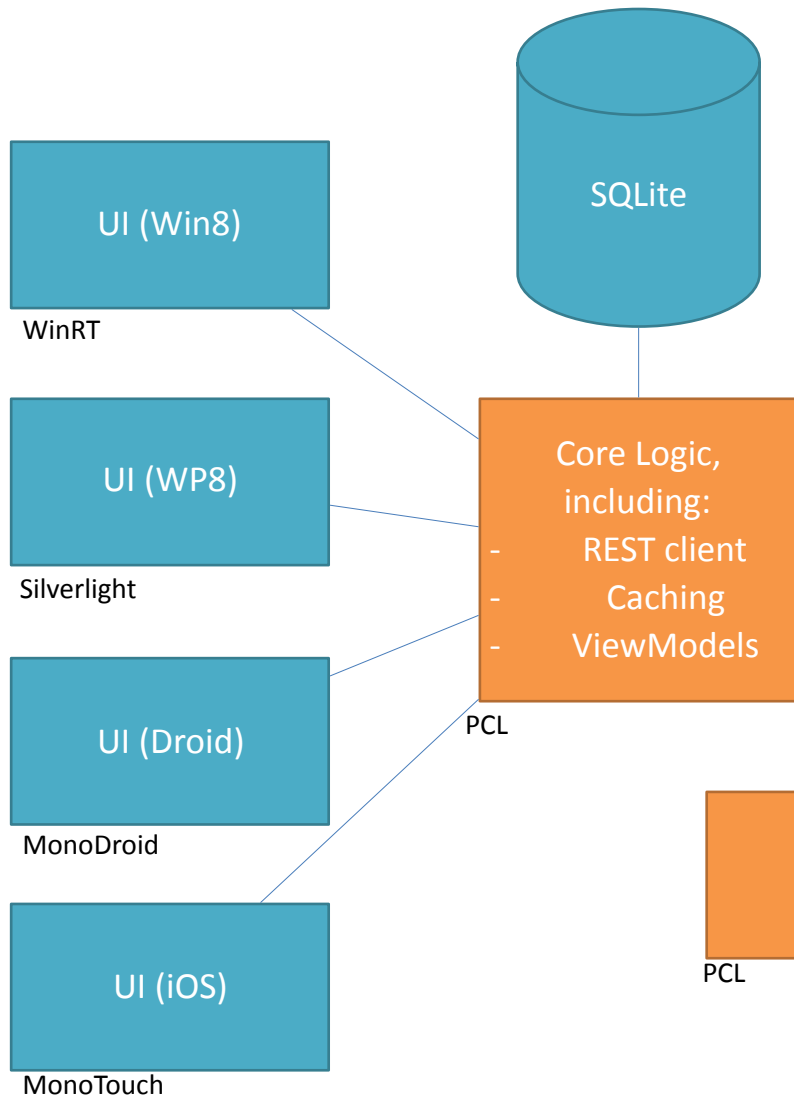 SQLite
UI (Win8)
WinRT
UI (WP8)
Silverlight
Core Logic,
including:
- REST client
- Caching
- ViewModels
PCL
UI (Droid)
MonoDroid
PCL
UI (iOS)
MonoTouch